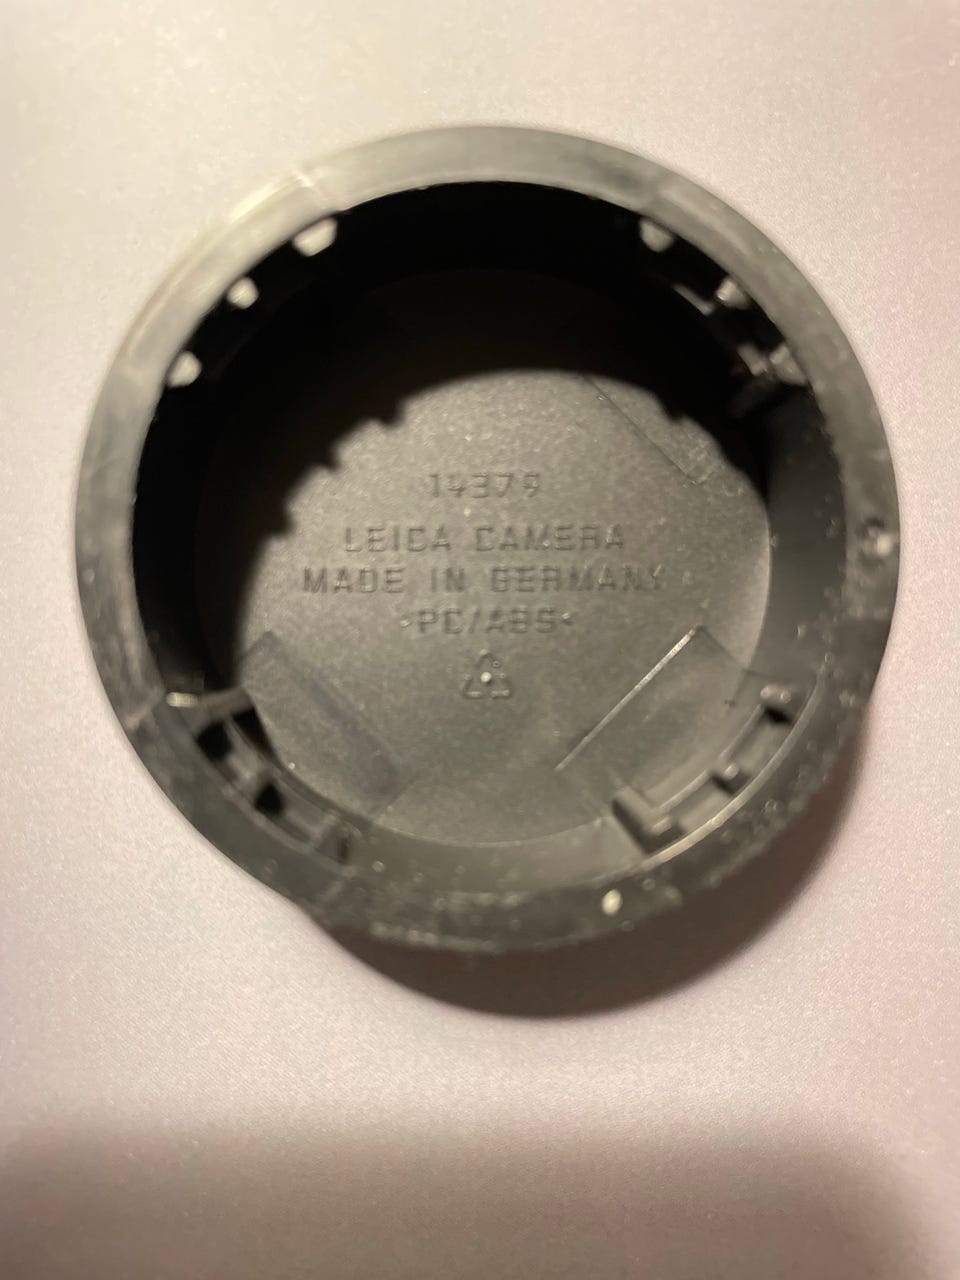 14379
LEICA CAMERA
MADE IN GERMANY
>PC/ABS<